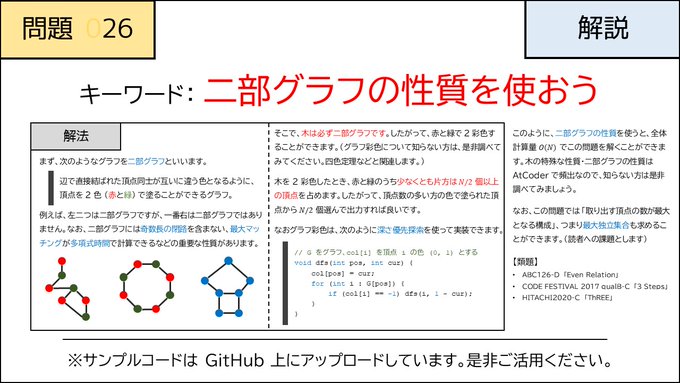 問題 026
解説
キーワード: 二部グラフの性質を使おう
解法
まず、次のようなグラフを二部グラフといいます。
辺で直接結ばれた頂点同士が互いに違う色となるように、
頂点を 2 色 (赤と緑) で塗ることができるグラフ。
例えば、左二つは二部グラフですが、一番右は二部グラフではあり
ません。なお、二部グラフには奇数長の閉路を含まない、最大マッ
チングが多項式時間で計算できるなどの重要な性質があります。
そこで、木は必ず二部グラフです。したがって、赤と緑で 2 彩色す
ることができます。（グラフ彩色について知らない方は、是非調べて
みてください。四色定理などと関連します。）
木を 2 彩色したとき、赤と緑のうち少なくとも片方は N/2 個以上
の頂点を占めます。したがって、頂点数の多い方の色で塗られた頂
点から N/2 個選んで出力すれば良いです。
なおグラフ彩色は、次のように深さ優先探索を使って実装できます。
// G をグラフ、col[i] を頂点 i の色 (0, 1) とする
void dfs(int pos, int cur) {
col[pos] = cur;
for (int i : G[pos]) {
if (col[i] == -1) dfs(i, 1 - cur);
}
}
このように、二部グラフの性質を使うと、全体
計算量 O(N) でこの問題を解くことができま
す。木の特殊な性質・二部グラフの性質は
AtCoder で頻出なので、知らない方は是非
調べてみましょう。
なお、この問題では「取り出す頂点の数が最大
となる構成」、つまり最大独立集合も求めるこ
とができます。（読者への課題とします）
【類題】
• ABC126-D「Even Relation」
• CODE FESTIVAL 2017 qualB-C「3 Steps」
• HITACHI2020-C「ThREE」
※サンプルコードは GitHub 上にアップロードしています。是非ご活用ください。